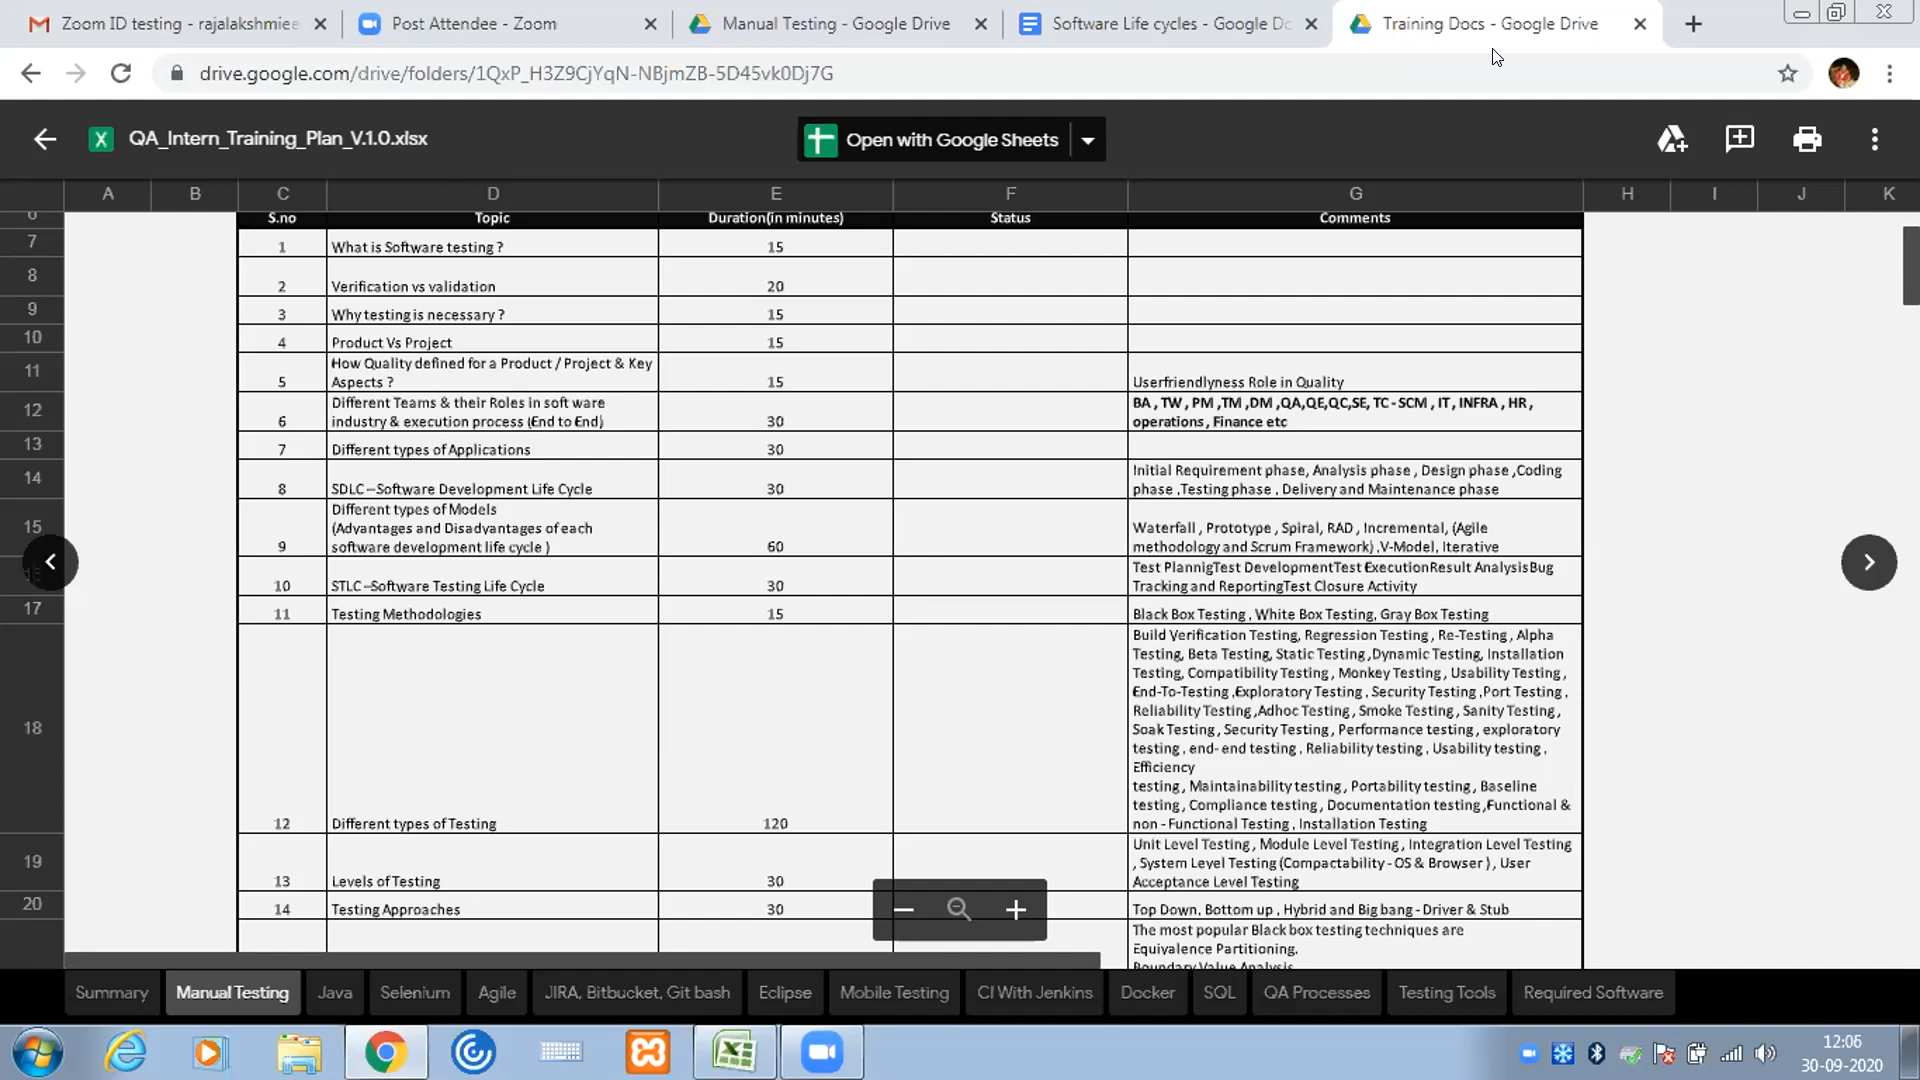 Zoom ID testing - rajalakshmiee
Post Attendee - Zoom
Manual Testing - Google Drive
Software Life cycles - Google Do
Training Docs - Google Drive
drive.google.com/drive/folders/1QxP_H3Z9CjYqN-NBjmZB-5D45vk0Dj7G
QA_Intern_Training_Plan_V.1.0.xlsx
Open with Google Sheets
A B C D E F G H I J K
6 S.no Topic Duration(in minutes) Status Comments
7 1 What is Software testing ? 15
8 2 Verification vs validation 20
9 3 Why testing is necessary ? 15
10 4 Product Vs Project 15
11 5 How Quality defined for a Product / Project & Key
Aspects ? 15 Userfriendlyness Role in Quality
12 6 Different Teams & their Roles in soft ware
industry & execution process (End to End) 30
BA , TW , PM ,TM ,DM ,QA,QE,QC,SE, TC - SCM , IT , INFRA , HR ,
operations , Finance etc
13 7 Different types of Applications 30
14 8 SDLC –Software Development Life Cycle 30
Initial Requirement phase, Analysis phase , Design phase ,Coding
phase ,Testing phase , Delivery and Maintenance phase
15 9 Different types of Models
(Advantages and Disadvantages of each
software development life cycle ) 60
Waterfall , Prototype , Spiral, RAD , Incremental, (Agile
methodology and Scrum Framework) ,V-Model, Iterative
10 STLC –Software Testing Life Cycle 30
Test PlannigTest DevelopmentTest ExecutionResult AnalysisBug
Tracking and ReportingTest Closure Activity
17 11 Testing Methodologies 15 Black Box Testing , White Box Testing, Gray Box Testing
18 12 Different types of Testing 120
Build Verification Testing, Regression Testing , Re-Testing , Alpha
Testing, Beta Testing, Static Testing ,Dynamic Testing, Installation
Testing, Compatibility Testing , Monkey Testing , Usability Testing ,
End-To-Testing ,Exploratory Testing , Security Testing ,Port Testing ,
Reliability Testing ,Adhoc Testing , Smoke Testing , Sanity Testing ,
Soak Testing , Security Testing , Performance testing , exploratory
testing , end- end testing , Reliability testing , Usability testing ,
Efficiency
testing , Maintainability testing , Portability testing , Baseline
testing , Compliance testing , Documentation testing ,Functional &
non - Functional Testing , Installation Testing
19 13 Levels of Testing 30
Unit Level Testing , Module Level Testing , Integration Level Testing
, System Level Testing (Compactability - OS & Browser ) , User
Acceptance Level Testing
20 14 Testing Approaches 30 Top Down, Bottom up , Hybrid and Big bang - Driver & Stub
The most popular Black box testing techniques are
Equivalence Partitioning.
Boundary Value Analysis
Summary Manual Testing Java Selenium Agile JIRA, Bitbucket, Git bash Eclipse Mobile Testing CI With Jenkins Docker SQL QA Processes Testing Tools Required Software
12:06
30-09-2020